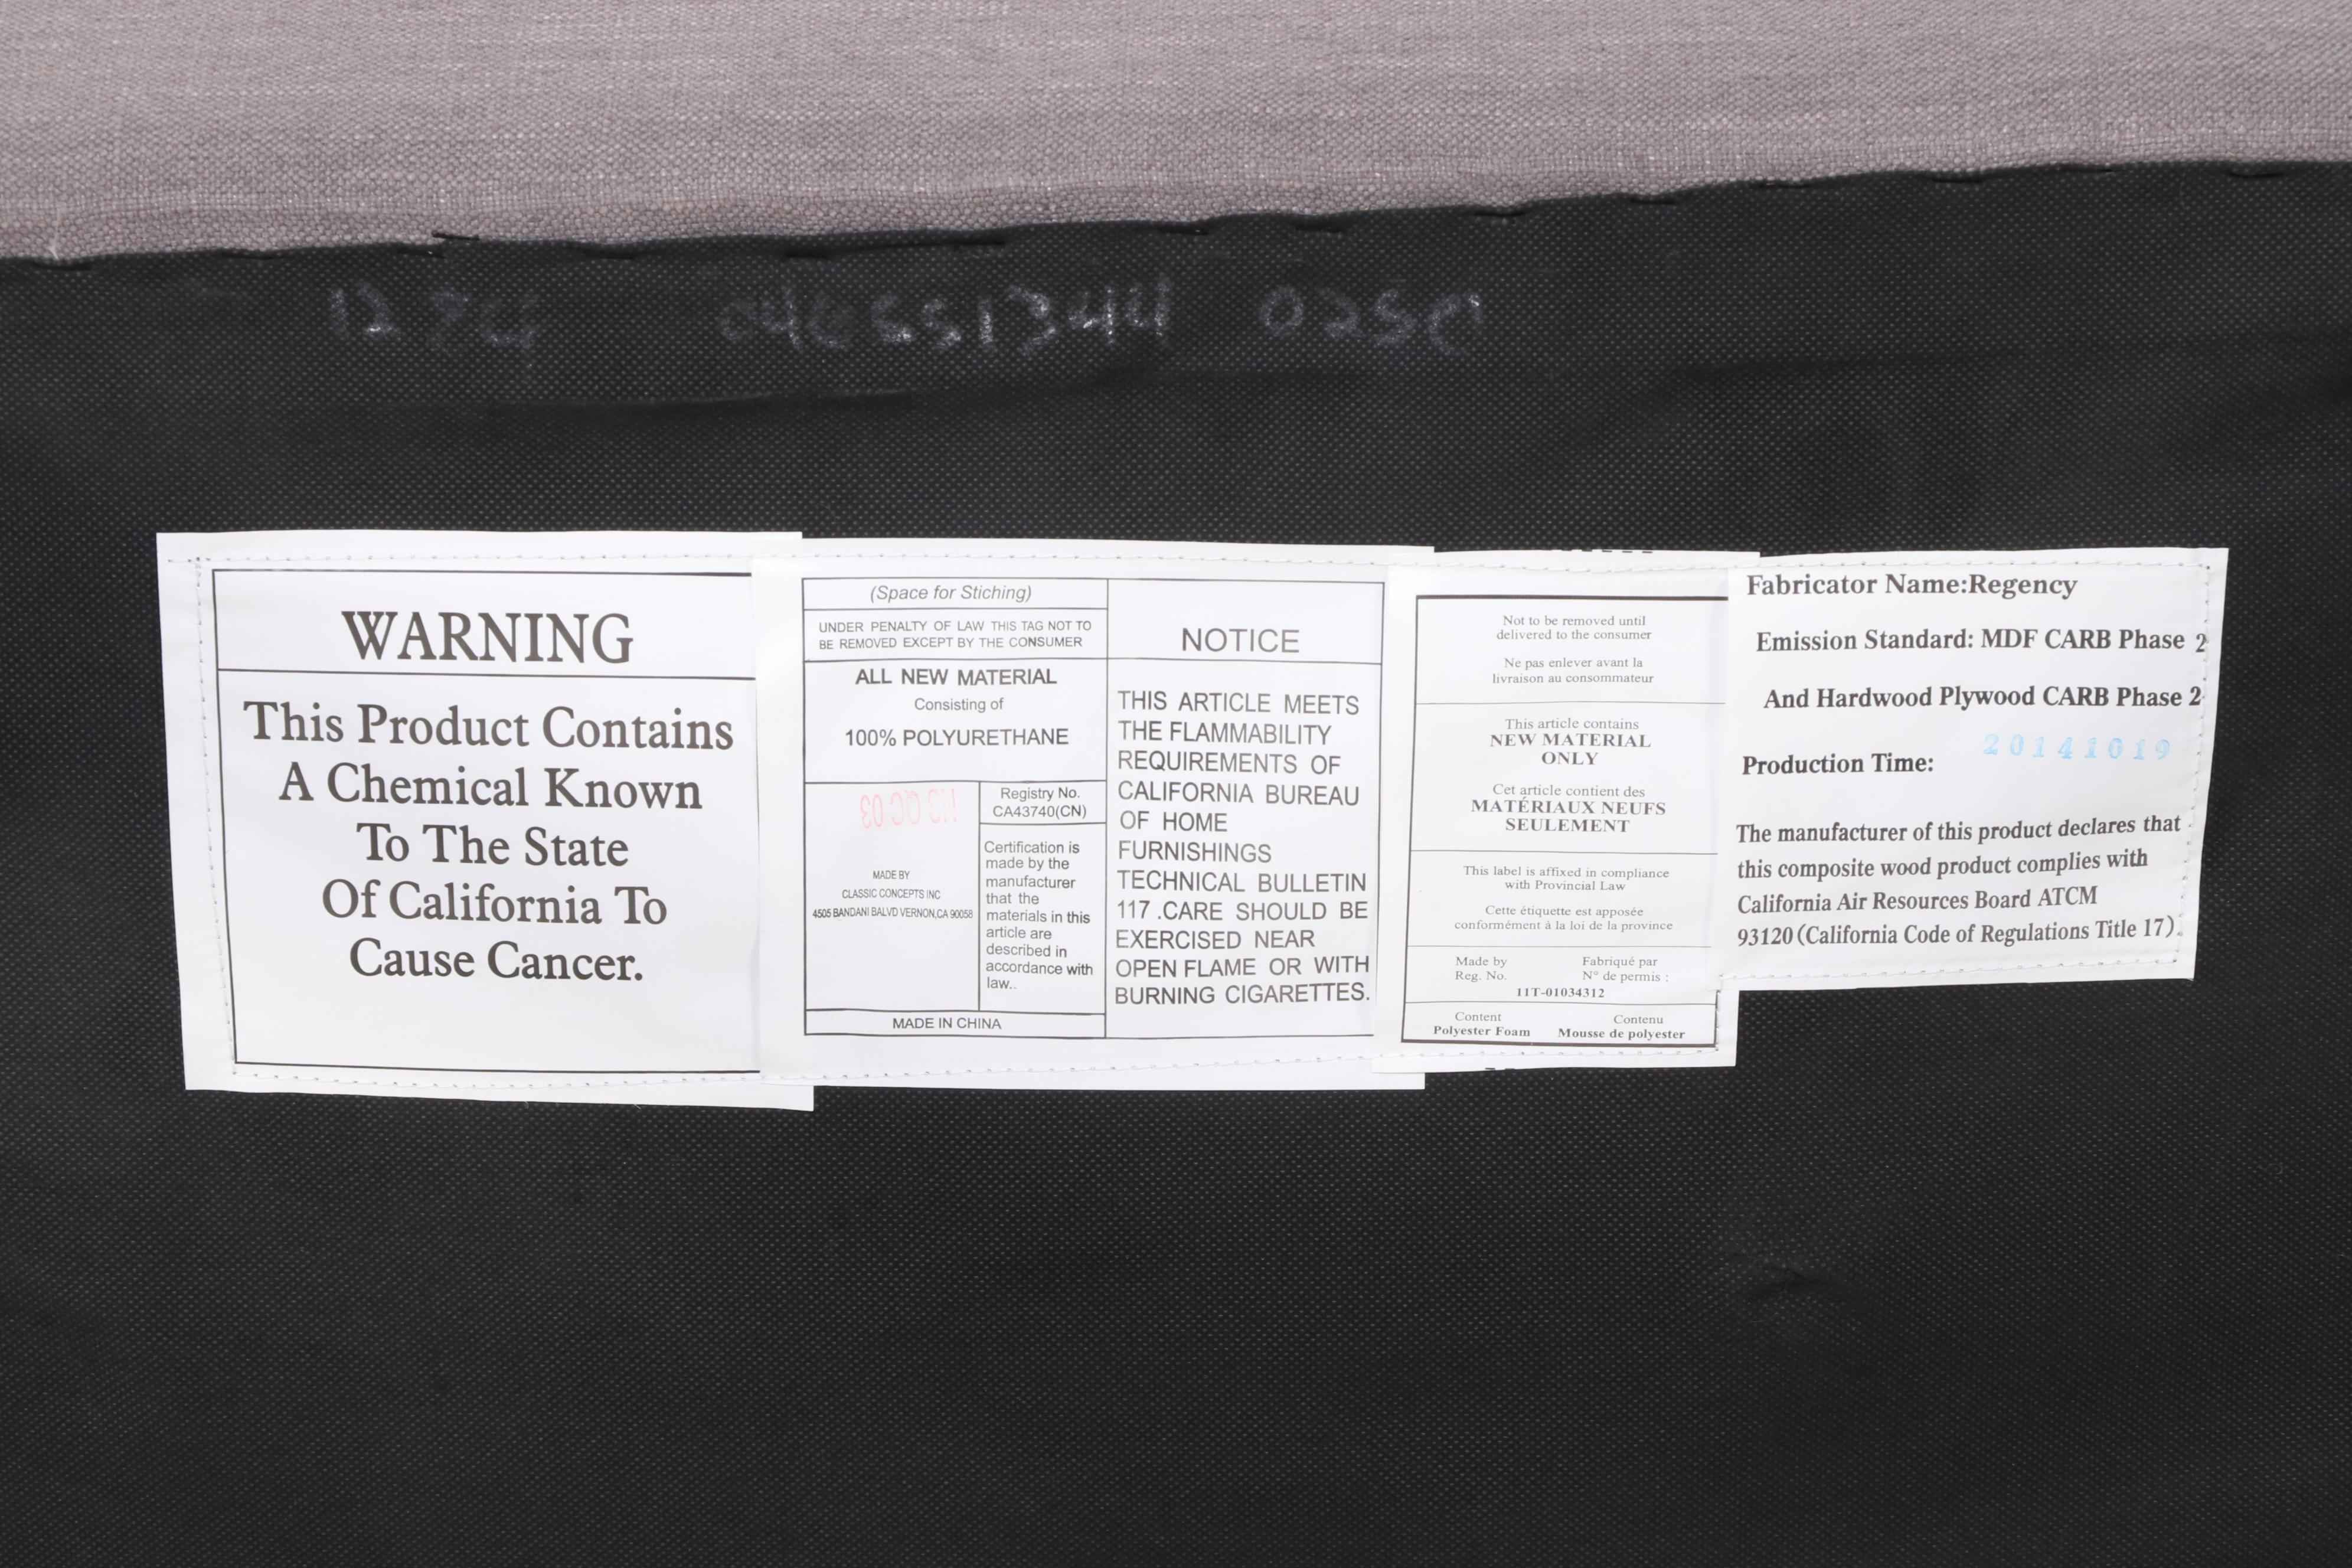 WARNING
This Product Contains
A Chemical Known
To The State
Of California To
Cause Cancer.
(Space for Stiching)
UNDER PENALTY OF LAW THIS TAG NOT TO
BE REMOVED EXCEPT BY THE CONSUMER
ALL NEW MATERIAL
Consisting of
100% POLYURETHANE
Registry No.
CA43740(CN)
Certification is
made by the
manufacturer
that the
materials in this
article are
described in
accordance with
law..
MADE BY
CLASSIC CONCEPTS INC
4505 BANDANI BALVD VERNON,CA 90058
MADE IN CHINA
NOTICE
THIS ARTICLE MEETS
THE FLAMMABILITY
REQUIREMENTS OF
CALIFORNIA BUREAU
OF HOME
FURNISHINGS
TECHNICAL BULLETIN
117 .CARE SHOULD BE
EXERCISED NEAR
OPEN FLAME OR WITH
BURNING CIGARETTES.
Not to be removed until
delivered to the consumer
Ne pas enlever avant la
livraison au consommateur
This article contains
NEW MATERIAL
ONLY
Cet article contient des
MATÉRIAUX NEUFS
SEULEMENT
This label is affixed in compliance
with Provincial Law
Cette étiquette est apposée
conformément à la loi de la province
Made by Fabriqué par
Reg. No. N° de permis :
11T-01034312
Content Contenu
Polyester Foam Mousse de polyester
Fabricator Name:Regency
Emission Standard: MDF CARB Phase 2
And Hardwood Plywood CARB Phase 2
Production Time: 20141019
The manufacturer of this product declares that
this composite wood product complies with
California Air Resources Board ATCM
93120 (California Code of Regulations Title 17).